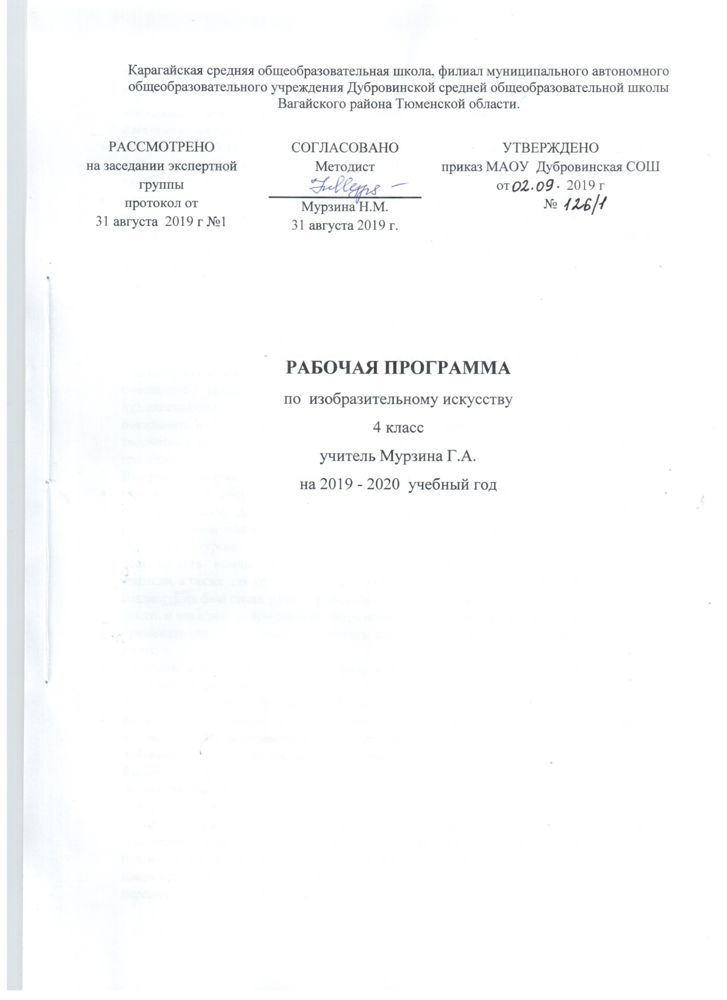 Карагайская средняя общеобразовательная школа, филиал муниципального автономного
общеобразовательного учреждения Дубровинской средней общеобразовательной школы
Вагайского района Тюменской области.
РАССМОТРЕНО
на заседании экспертной
группы
протокол от
31 августа 2019 г №1
СОГЛАСОВАНО
Методист
Мурзина Н.М.
31 августа 2019 г.
УТВЕРЖДЕНО
приказ МАОУ Дубровинская СОШ
от 02.09. 2019 г
№ 126/1
РАБОЧАЯ ПРОГРАММА
по изобразительному искусству
4 класс
учитель Мурзина Г.А.
на 2019 - 2020 учебный год